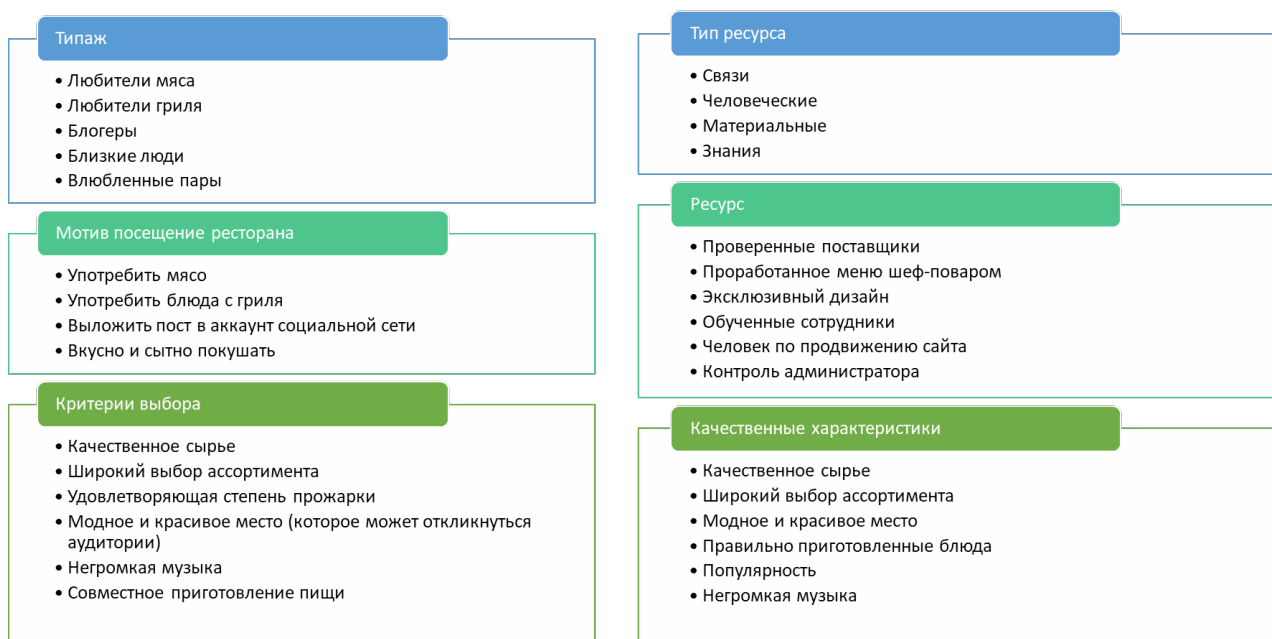 Типаж
• Любители мяса
• Любители гриля
• Блогеры
• Близкие люди
• Влюбленные пары
Мотив посещение ресторана
• Употребить мясо
• Употребить блюда с гриля
• Выложить пост в аккаунт социальной сети
• Вкусно и сытно покушать
Критерии выбора
• Качественное сырье
• Широкий выбор ассортимента
• Удовлетворяющая степень прожарки
• Модное и красивое место (которое может откликнуться
аудитории)
• Негромкая музыка
• Совместное приготовление пищи
Тип ресурса
• Связи
• Человеческие
• Материальные
• Знания
Ресурс
• Проверенные поставщики
• Проработанное меню шеф-поваром
• Эксклюзивный дизайн
• Обученные сотрудники
• Человек по продвижению сайта
• Контроль администратора
Качественные характеристики
• Качественное сырье
• Широкий выбор ассортимента
• Модное и красивое место
• Правильно приготовленные блюда
• Популярность
• Негромкая музыка